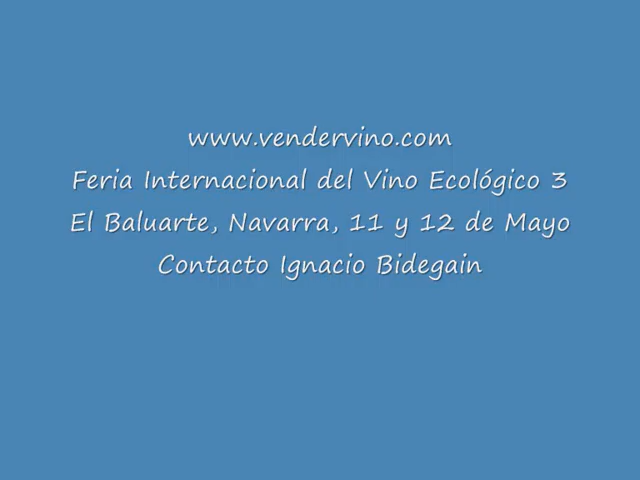 www.vendervino.com
Feria Internacional del Vino Ecológico 3
El Baluarte, Navarra, 11 y 12 de Mayo
Contacto Ignacio Bidegain